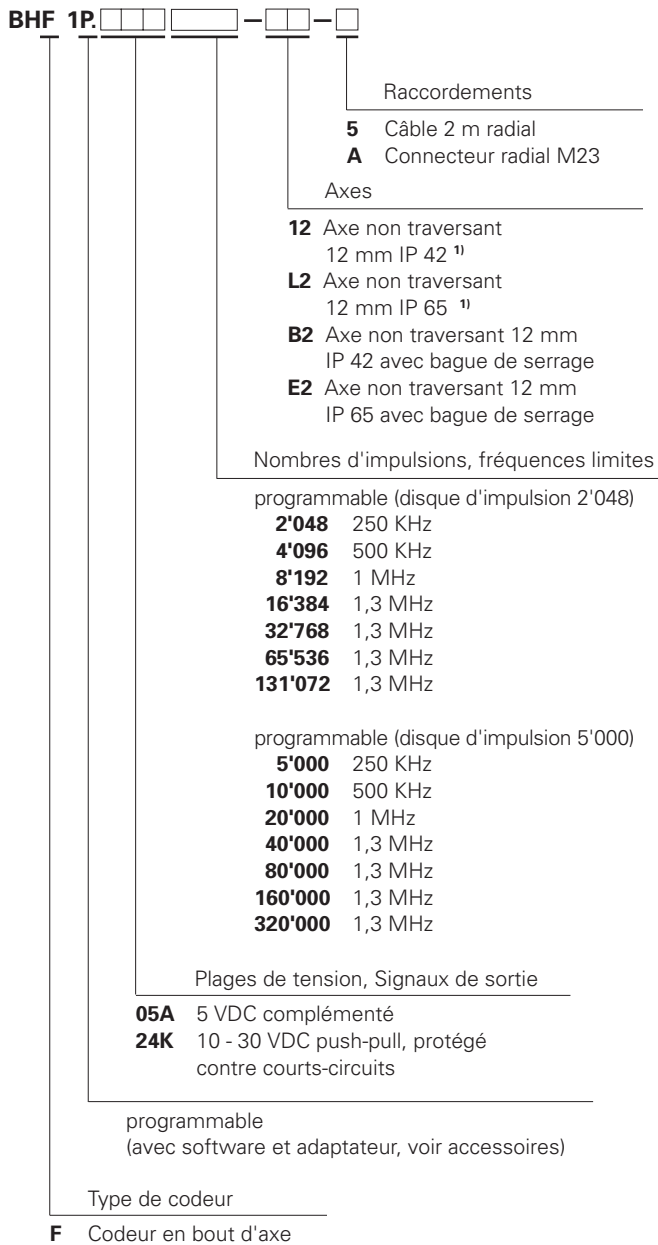 BHF 1P. – –
Raccordements
5 Câble 2 m radial
A Connecteur radial M23
Axes
12 Axe non traversant
12 mm IP 42 1)
L2 Axe non traversant
12 mm IP 65 1)
B2 Axe non traversant 12 mm
IP 42 avec bague de serrage
E2 Axe non traversant 12 mm
IP 65 avec bague de serrage
Nombres d'impulsions, fréquences limites
programmable (disque d'impulsion 2'048)
2'048 250 KHz
4'096 500 KHz
8'192 1 MHz
16'384 1,3 MHz
32'768 1,3 MHz
65'536 1,3 MHz
131'072 1,3 MHz
programmable (disque d'impulsion 5'000)
5'000 250 KHz
10'000 500 KHz
20'000 1 MHz
40'000 1,3 MHz
80'000 1,3 MHz
160'000 1,3 MHz
320'000 1,3 MHz
Plages de tension, Signaux de sortie
05A 5 VDC complémenté
24K 10 - 30 VDC push-pull, protégé
contre courts-circuits
programmable
(avec software et adaptateur, voir accessoires)
Type de codeur
F Codeur en bout d'axe